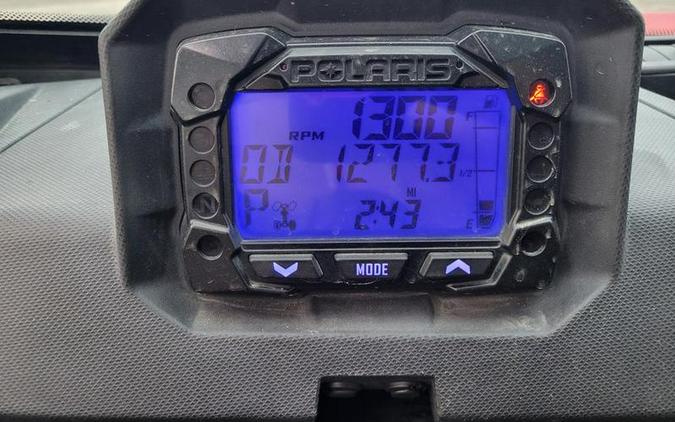 POLARIS
RPM 1300 F
OD 1277.3 1/2
MI
P 2:43 E
N
MODE